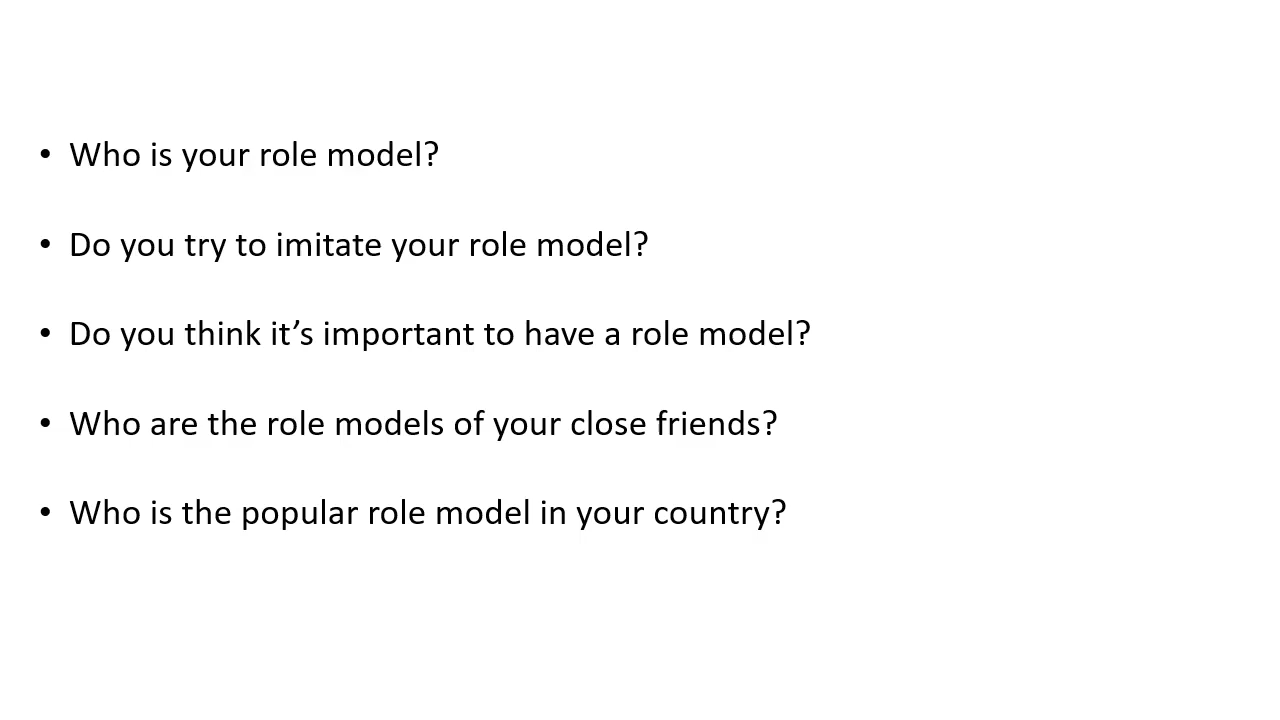 • Who is your role model?
• Do you try to imitate your role model?
• Do you think it’s important to have a role model?
• Who are the role models of your close friends?
• Who is the popular role model in your country?